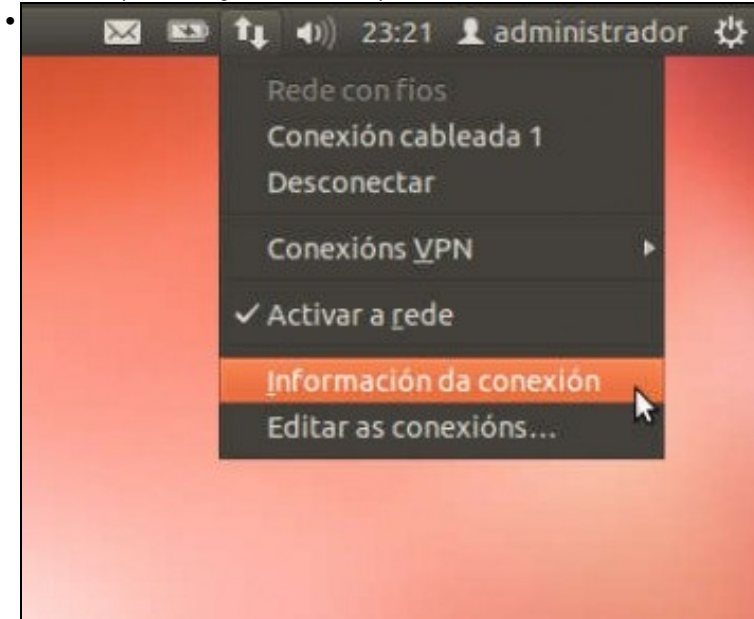 23:21 administrador
Rede con fios
Conexión cableada 1
Desconectar
Conexións VPN
Activar a rede
Información da conexión
Editar as conexións...